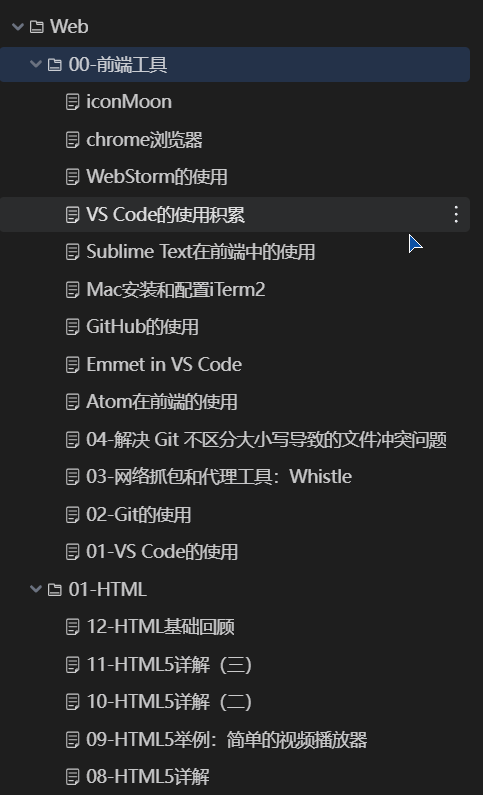 Web
00-前端工具
iconMoon
chrome浏览器
WebStorm的使用
VS Code的使用积累
Sublime Text在前端中的使用
Mac安装和配置iTerm2
GitHub的使用
Emmet in VS Code
Atom在前端的使用
04-解决 Git 不区分大小写导致的文件冲突问题
03-网络抓包和代理工具：Whistle
02-Git的使用
01-VS Code的使用
01-HTML
12-HTML基础回顾
11-HTML5详解（三）
10-HTML5详解（二）
09-HTML5举例：简单的视频播放器
08-HTML5详解